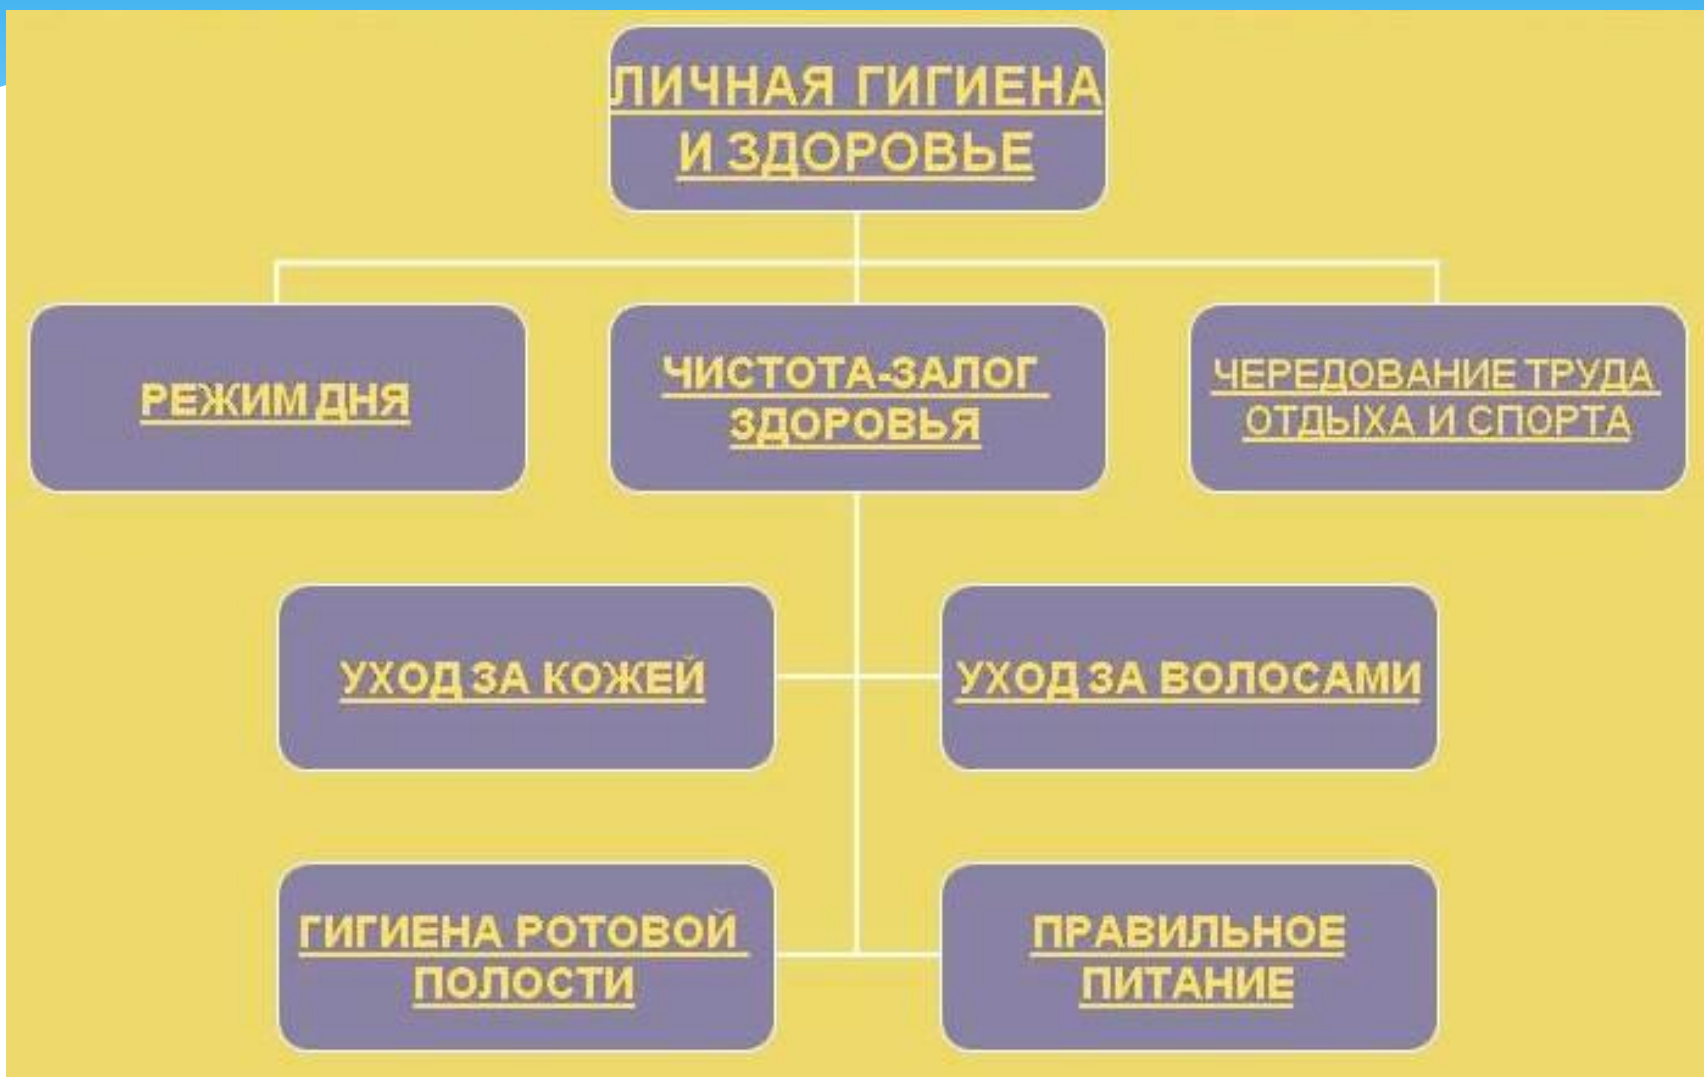 ЛИЧНАЯ ГИГИЕНА
И ЗДОРОВЬЕ
РЕЖИМ ДНЯ
ЧИСТОТА-ЗАЛОГ
ЗДОРОВЬЯ
ЧЕРЕДОВАНИЕ ТРУДА
ОТДЫХА И СПОРТА
УХОД ЗА КОЖЕЙ
УХОД ЗА ВОЛОСАМИ
ГИГИЕНА РОТОВОЙ
ПОЛОСТИ
ПРАВИЛЬНОЕ
ПИТАНИЕ